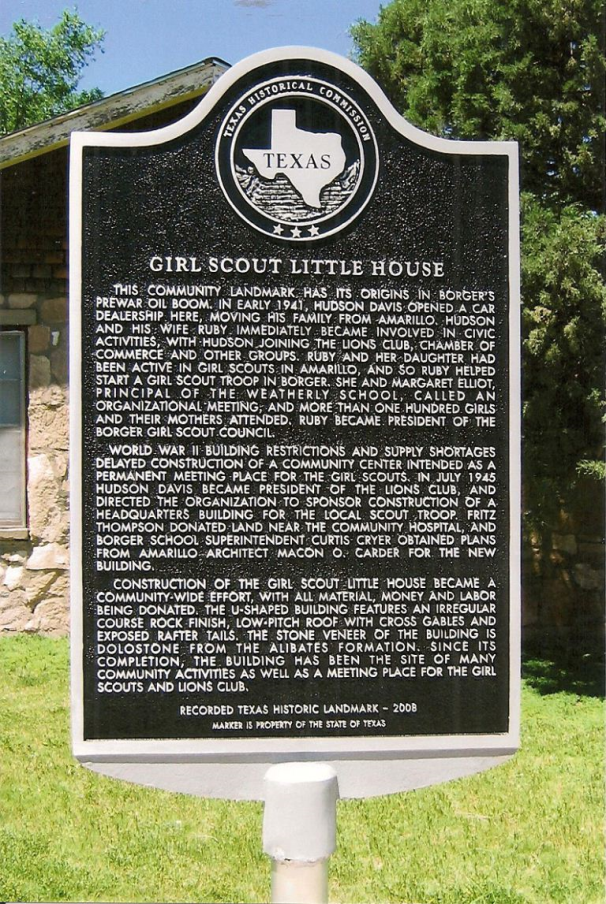 TEXAS HISTORICAL COMMISSION
TEXAS
GIRL SCOUT LITTLE HOUSE
THIS COMMUNITY LANDMARK HAS ITS ORIGINS IN BORGER'S
PREWAR OIL BOOM. IN EARLY 1941, HUDSON DAVIS OPENED A CAR
DEALERSHIP HERE, MOVING HIS FAMILY FROM AMARILLO. HUDSON
AND HIS WIFE RUBY IMMEDIATELY BECAME INVOLVED IN CIVIC
ACTIVITIES, WITH HUDSON JOINING THE LIONS CLUB, CHAMBER OF
COMMERCE AND OTHER GROUPS. RUBY AND HER DAUGHTER HAD
BEEN ACTIVE IN GIRL SCOUTS IN AMARILLO, AND SO RUBY HELPED
START A GIRL SCOUT TROOP IN BORGER. SHE AND MARGARET ELLIOT,
PRINCIPAL OF THE WEATHERLY SCHOOL, CALLED AN
ORGANIZATIONAL MEETING, AND MORE THAN ONE HUNDRED GIRLS
AND THEIR MOTHERS ATTENDED. RUBY BECAME PRESIDENT OF THE
BORGER GIRL SCOUT COUNCIL.
WORLD WAR II BUILDING RESTRICTIONS AND SUPPLY SHORTAGES
DELAYED CONSTRUCTION OF A COMMUNITY CENTER INTENDED AS A
PERMANENT MEETING PLACE FOR THE GIRL SCOUTS. IN JULY 1945
HUDSON DAVIS BECAME PRESIDENT OF THE LIONS CLUB, AND
DIRECTED THE ORGANIZATION TO SPONSOR CONSTRUCTION OF A
HEADQUARTERS BUILDING FOR THE LOCAL SCOUT TROOP. FRITZ
THOMPSON DONATED LAND NEAR THE COMMUNITY HOSPITAL, AND
BORGER SCHOOL SUPERINTENDENT CURTIS CRYER OBTAINED PLANS
FROM AMARILLO ARCHITECT MACON O. CARDER FOR THE NEW
BUILDING.
CONSTRUCTION OF THE GIRL SCOUT LITTLE HOUSE BECAME A
COMMUNITY-WIDE EFFORT, WITH ALL MATERIAL, MONEY AND LABOR
BEING DONATED. THE U-SHAPED BUILDING FEATURES AN IRREGULAR
COURSE ROCK FINISH, LOW-PITCH ROOF WITH CROSS GABLES AND
EXPOSED RAFTER TAILS. THE STONE VENEER OF THE BUILDING IS
DOLOSTONE FROM THE ALIBATES FORMATION. SINCE ITS
COMPLETION, THE BUILDING HAS BEEN THE SITE OF MANY
COMMUNITY ACTIVITIES AS WELL AS A MEETING PLACE FOR THE GIRL
SCOUTS AND LIONS CLUB.
RECORDED TEXAS HISTORIC LANDMARK – 2008
MARKER IS PROPERTY OF THE STATE OF TEXAS